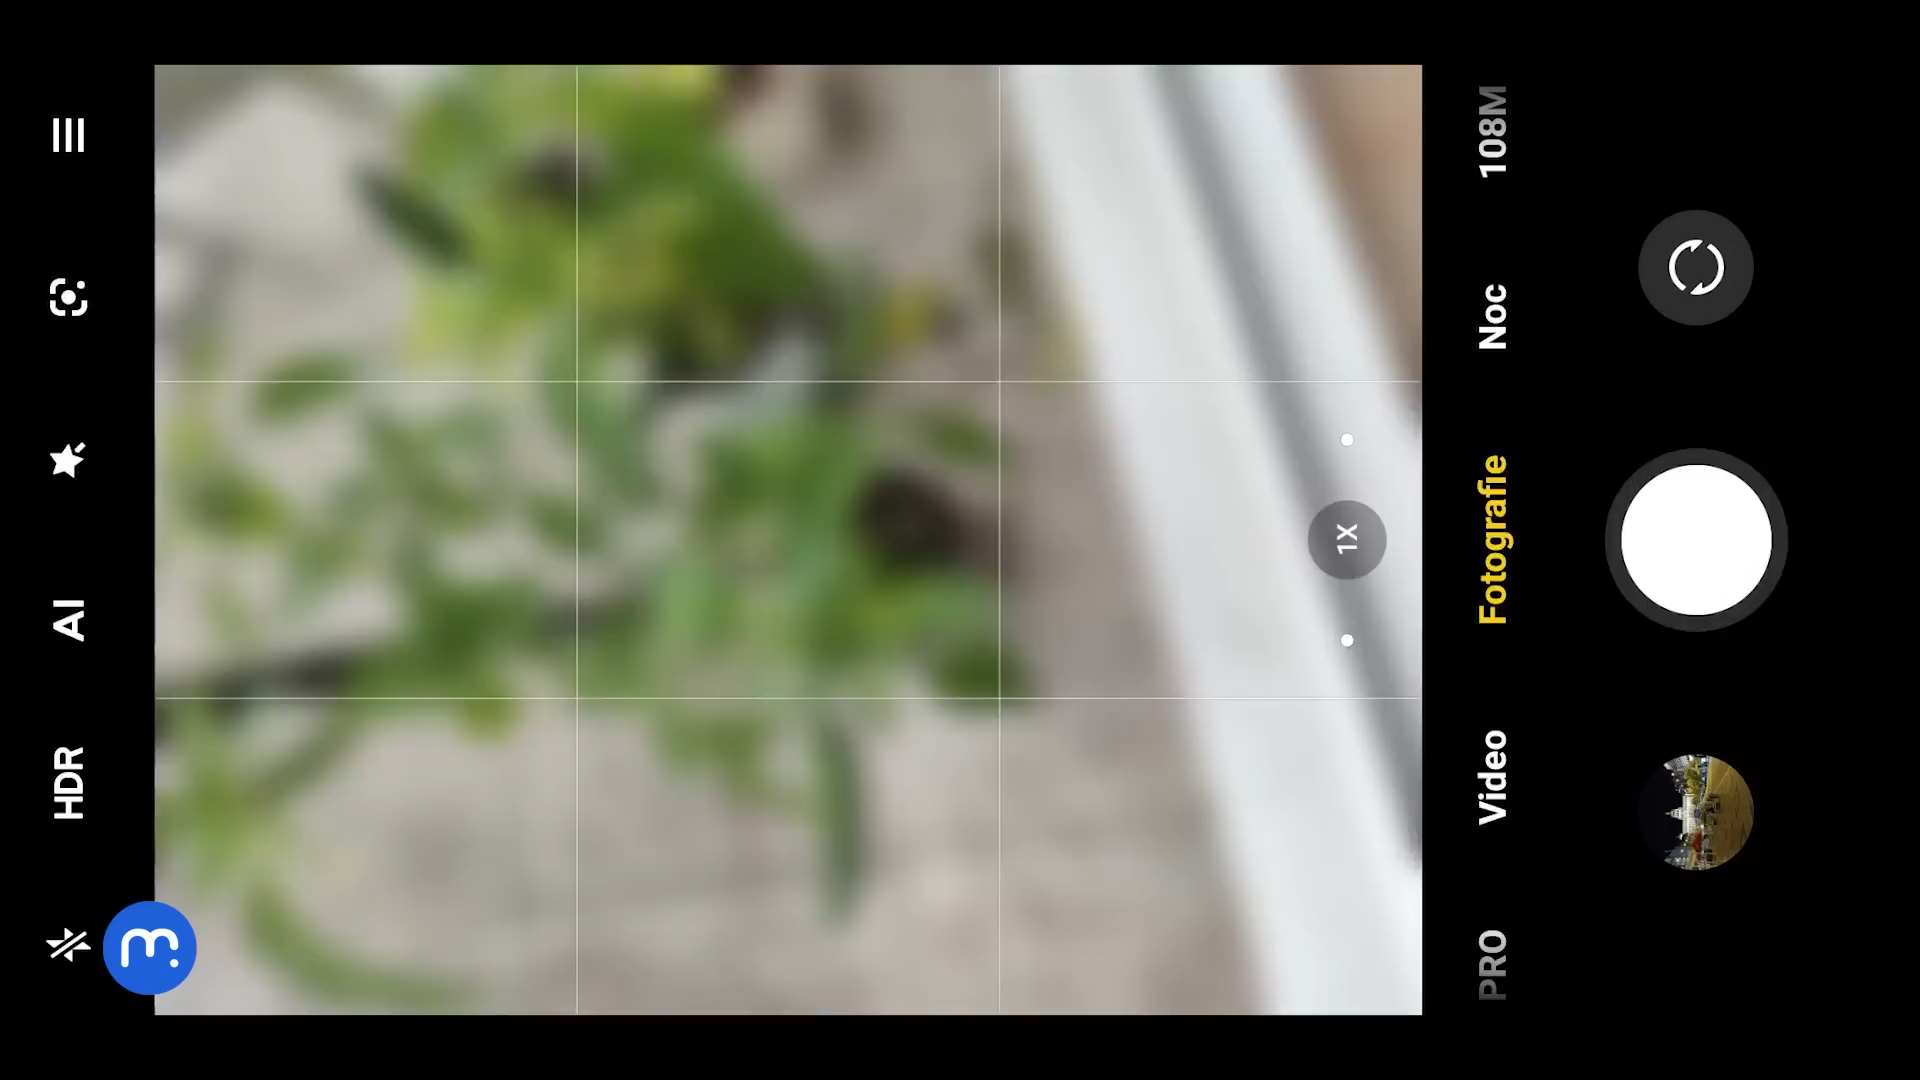 108M
Noc
Fotografie
Video
PRO
1X
AI
HDR
m.